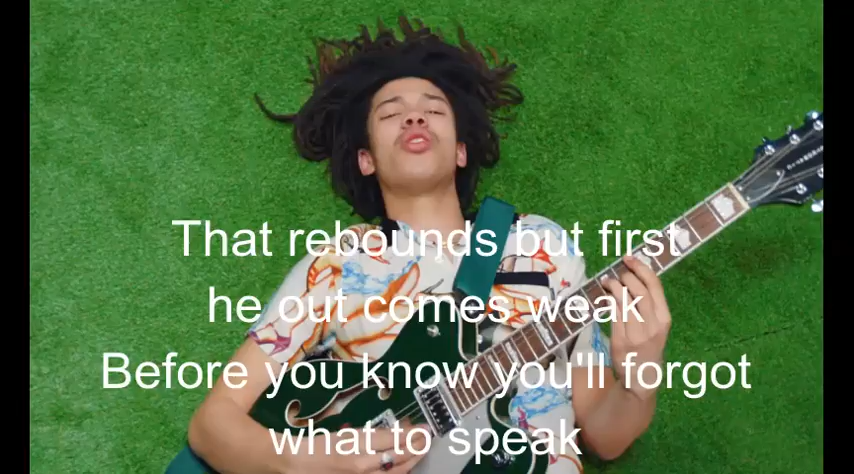 That rebounds but first
he out comes weak
Before you know you'll forgot
what to speak